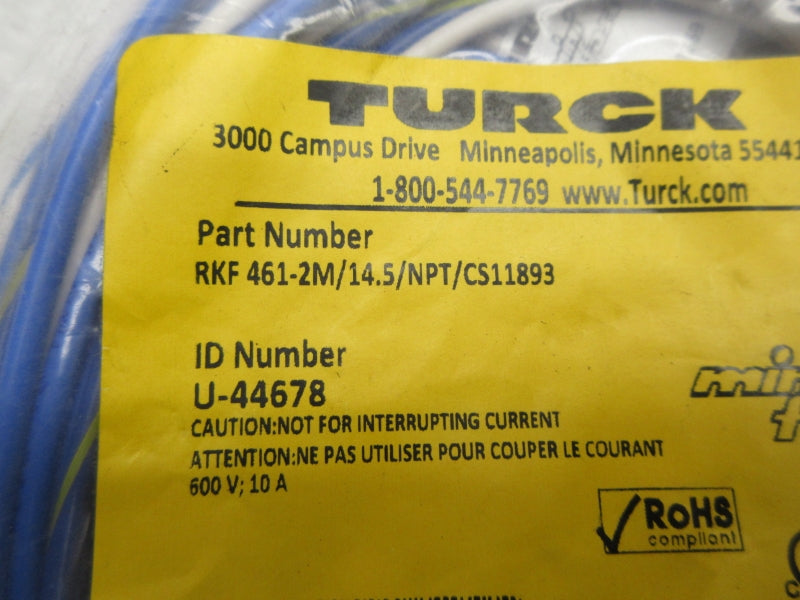 TURCK
3000 Campus Drive Minneapolis, Minnesota 55441
1-800-544-7769 www.Turck.com
Part Number
RKF 461-2M/14.5/NPT/CS11893
ID Number
U-44678
CAUTION:NOT FOR INTERRUPTING CURRENT
ATTENTION:NE PAS UTILISER POUR COUPER LE COURANT
600 V; 10 A
RoHS
compliant